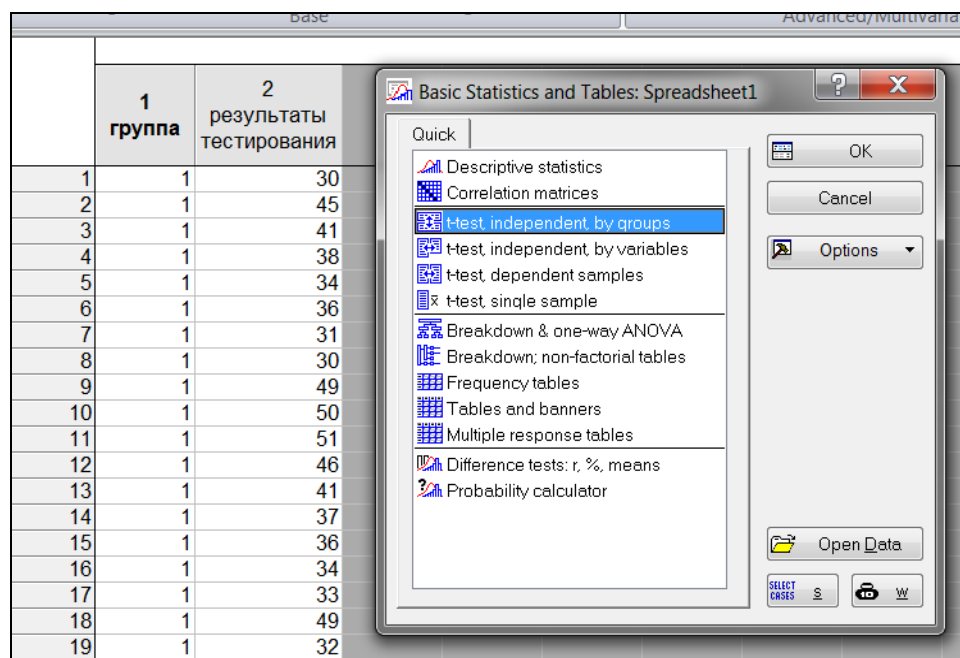 Base Advanced/Multivaria
1 группа
2 результаты тестирования
1 1 30
2 1 45
3 1 41
4 1 38
5 1 34
6 1 36
7 1 31
8 1 30
9 1 49
10 1 50
11 1 51
12 1 46
13 1 41
14 1 37
15 1 36
16 1 34
17 1 33
18 1 49
19 1 32
Basic Statistics and Tables: Spreadsheet1
? X
Quick
Descriptive statistics
Correlation matrices
t-test, independent, by groups
t-test, independent, by variables
t-test, dependent samples
t-test, single sample
Breakdown & one-way ANOVA
Breakdown; non-factorial tables
Frequency tables
Tables and banners
Multiple response tables
Difference tests: r, %, means
Probability calculator
OK
Cancel
Options
Open Data
SELECT CASES S
W